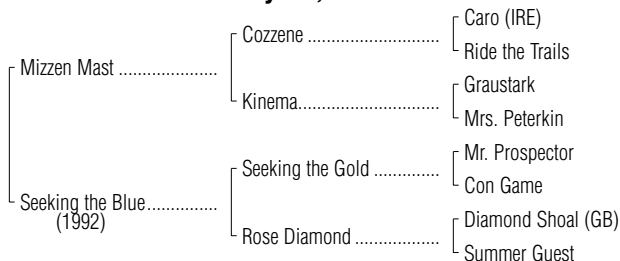 Caro (IRE)
Cozzene ............................
Ride the Trails
Mizzen Mast .....................
Graustark
Kinema..............................
Mrs. Peterkin
Mr. Prospector
Seeking the Gold ..............
Con Game
Seeking the Blue...............
(1992)
Diamond Shoal (GB)
Rose Diamond ..................
Summer Guest